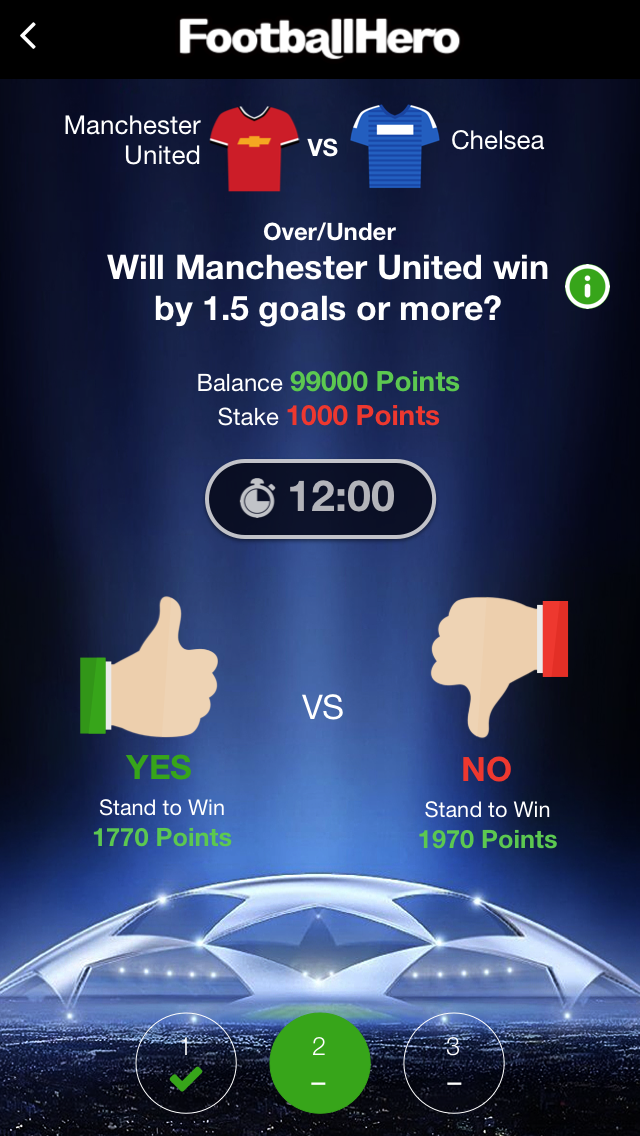 FootballHero
Manchester
United
VS
Chelsea
Over/Under
Will Manchester United win
by 1.5 goals or more?
i
Balance 99000 Points
Stake 1000 Points
12:00
VS
YES
NO
Stand to Win
1770 Points
Stand to Win
1970 Points
1
2
–
3
–